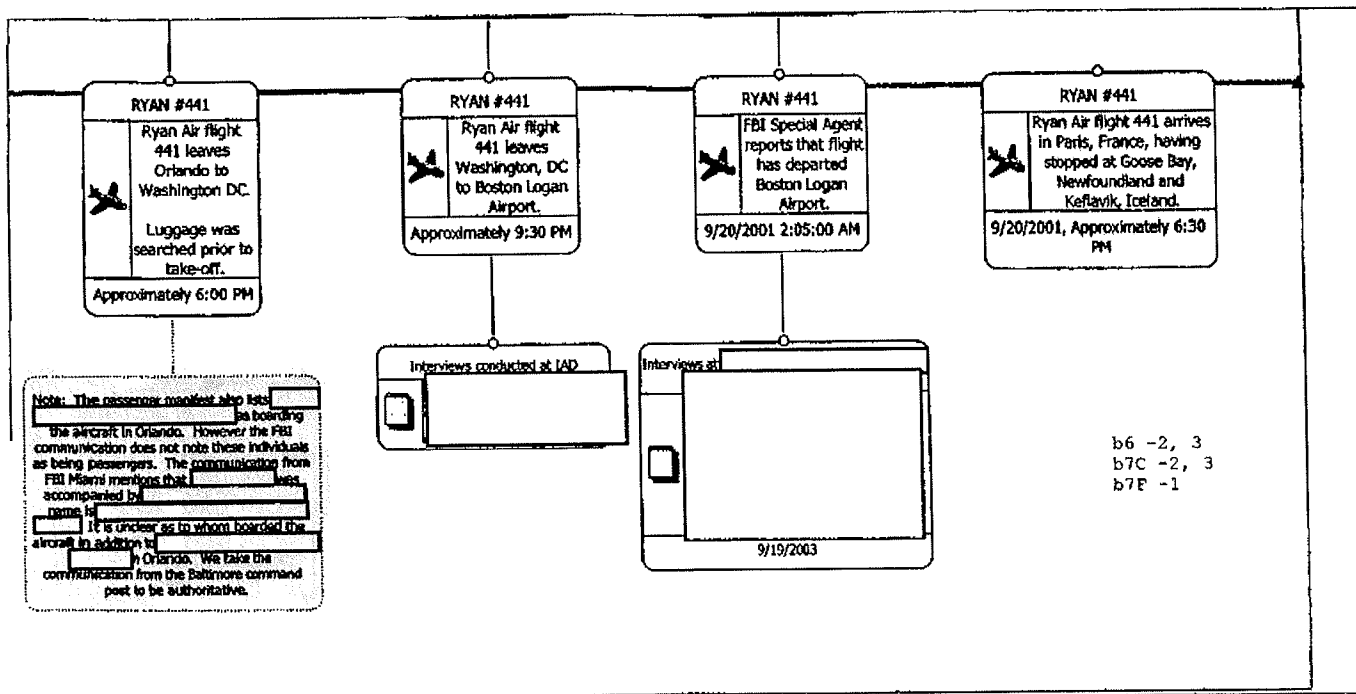 RYAN #441
Ryan Air flight
441 leaves
Orlando to
Washington DC.
Luggage was
searched prior to
take-off.
Approximately 6:00 PM
RYAN #441
Ryan Air flight
441 leaves
Washington, DC
to Boston Logan
Airport.
Approximately 9:30 PM
RYAN #441
FBI Special Agent
reports that flight
has departed
Boston Logan
Airport.
9/20/2001 2:05:00 AM
RYAN #441
Ryan Air flight 441 arrives
in Paris, France, having
stopped at Goose Bay,
Newfoundland and
Keflavik, Iceland.
9/20/2001, Approximately 6:30
PM
Note: The passenger manifest also lists
as boarding
the aircraft in Orlando. However the FBI
communication does not note these individuals
as being passengers. The communication from
FBI Miami mentions that was
accompanied by
name is
It is unclear as to whom boarded the
aircraft in addition to
in Orlando. We take the
communication from the Baltimore command
post to be authoritative.
Interviews conducted at IAD
Interviews at
9/19/2003
b6 -2, 3
b7C -2, 3
b7F -1